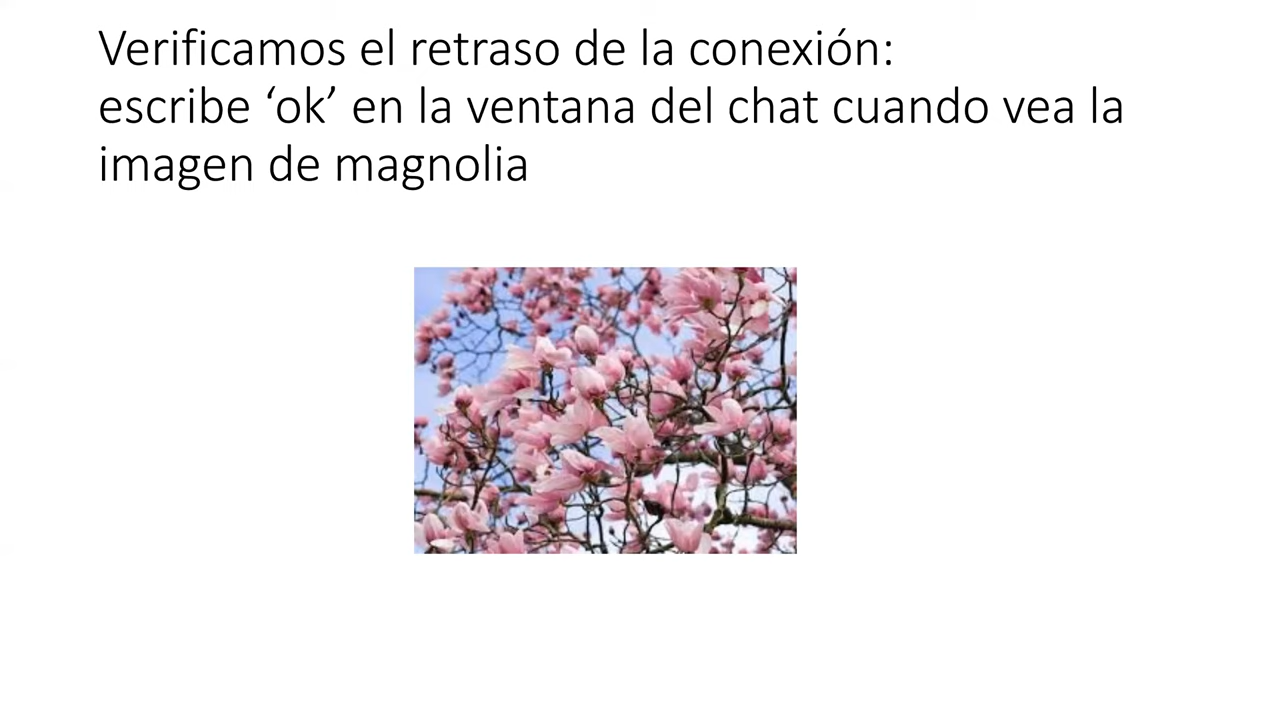 Verificamos el retraso de la conexión:
escribe ‘ok’ en la ventana del chat cuando vea la
imagen de magnolia